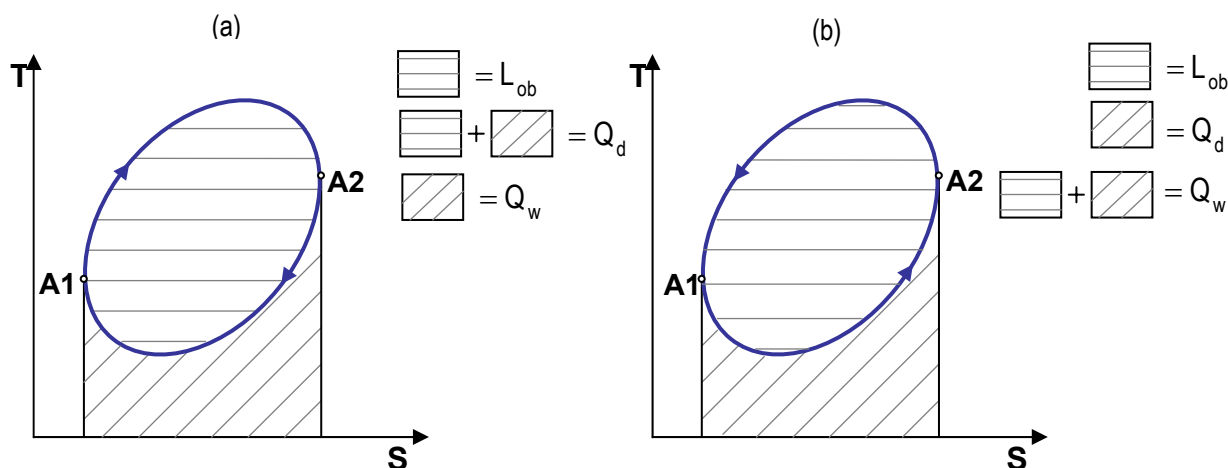 (a)
T
= L_ob
+ = Q_d
= Q_w
A2
A1
S
(b)
T
= L_ob
= Q_d
+ = Q_w
A2
A1
S